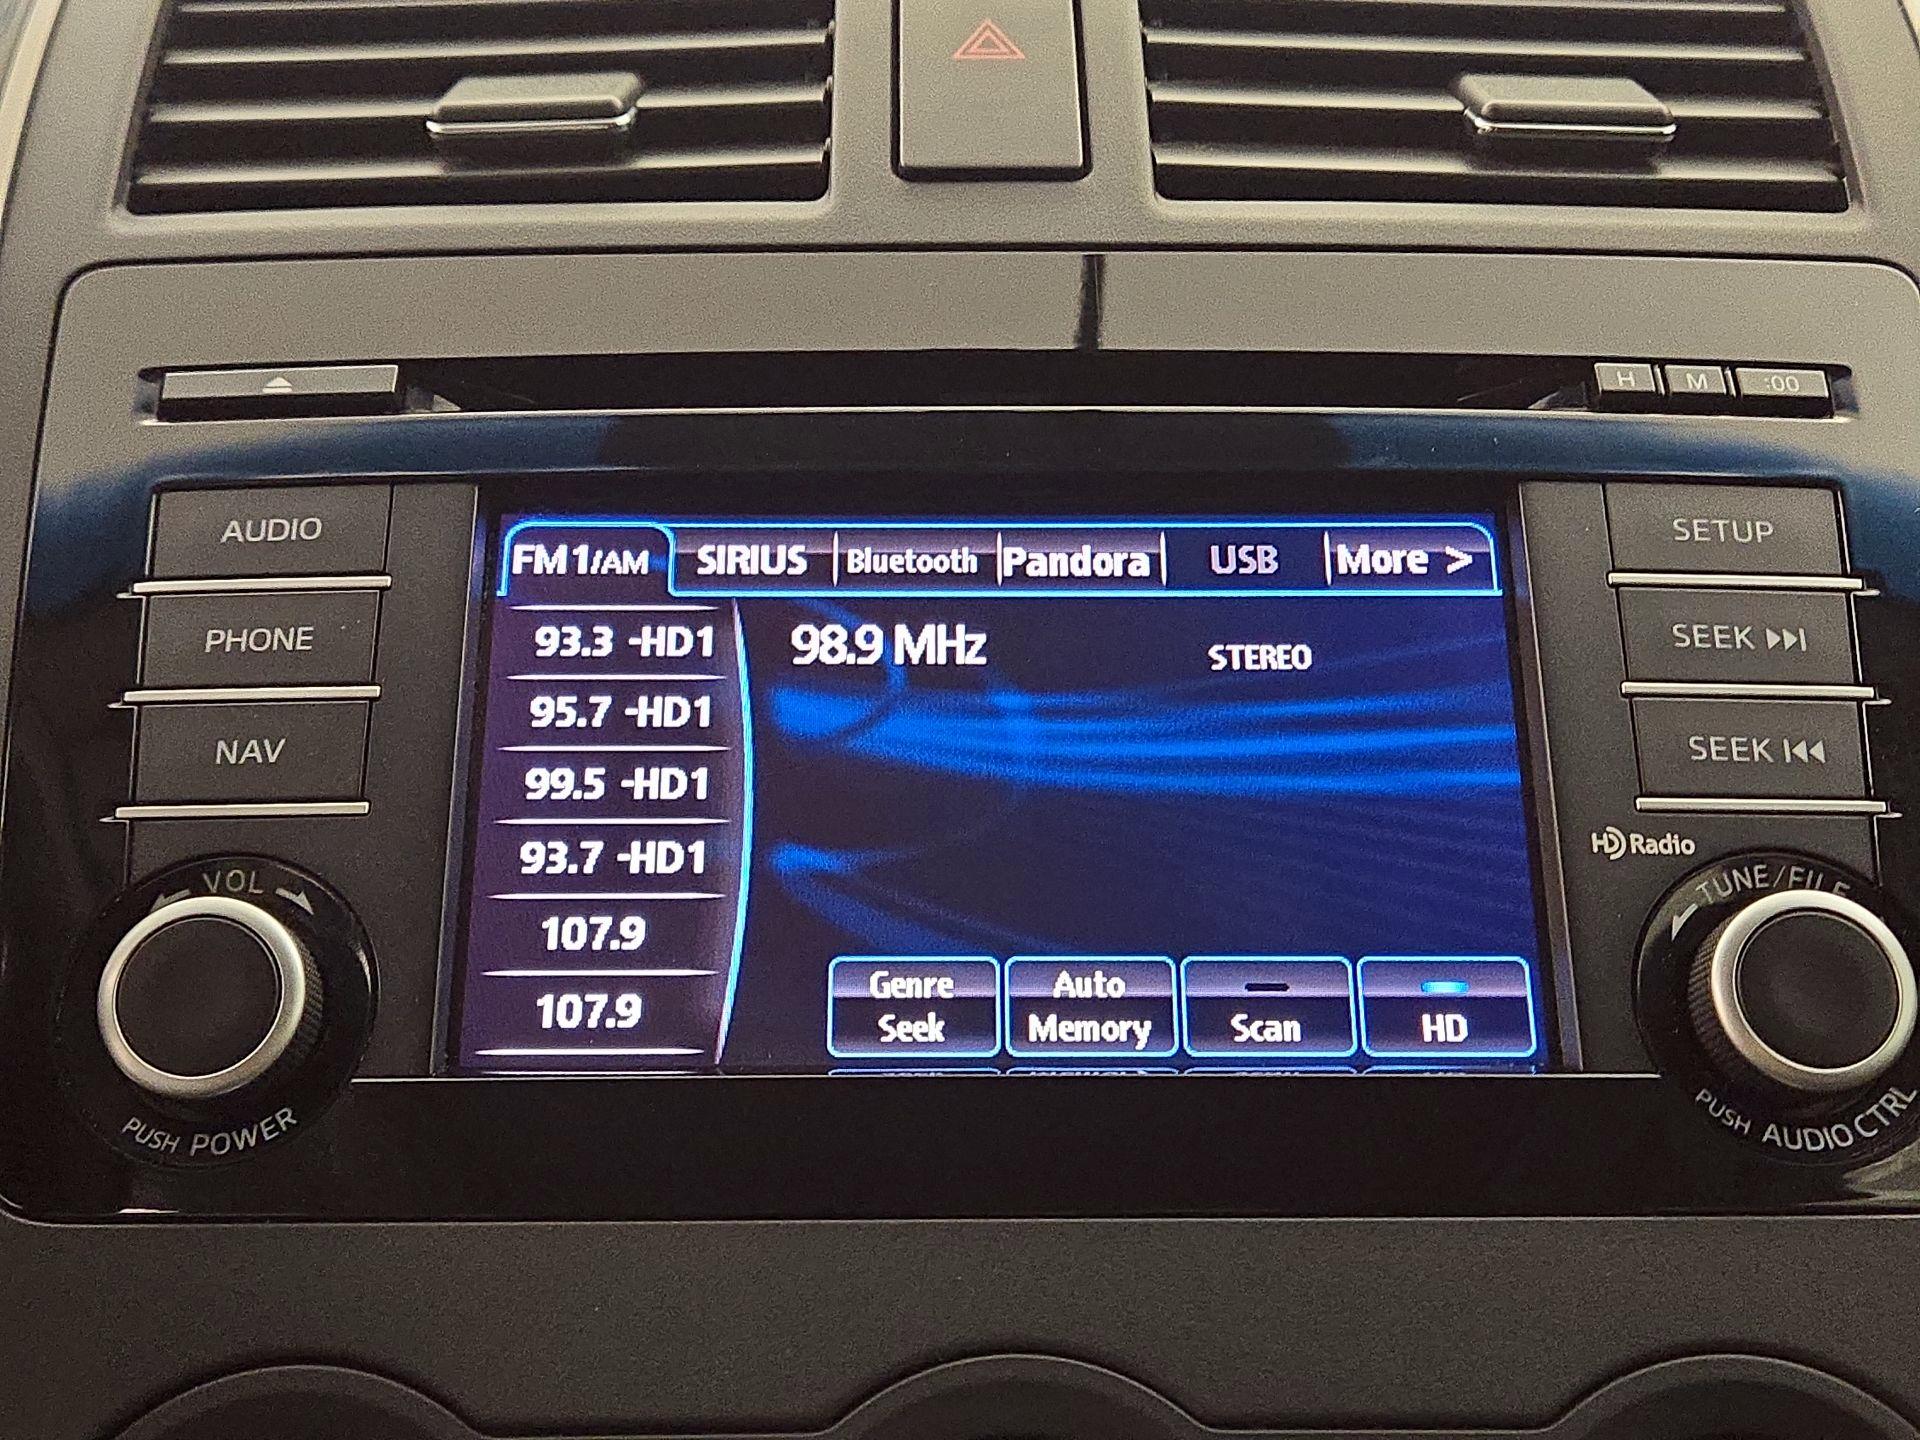 H M :00
AUDIO
PHONE
NAV
VOL
PUSH POWER
FM1/AM SIRIUS Bluetooth Pandora USB More >
93.3 -HD1
95.7 -HD1
99.5 -HD1
93.7 -HD1
107.9
107.9
98.9 MHz STEREO
Genre
Seek
Auto
Memory
Scan
HD
SETUP
SEEK
SEEK
HD Radio
TUNE/FILE
PUSH AUDIO CTRL